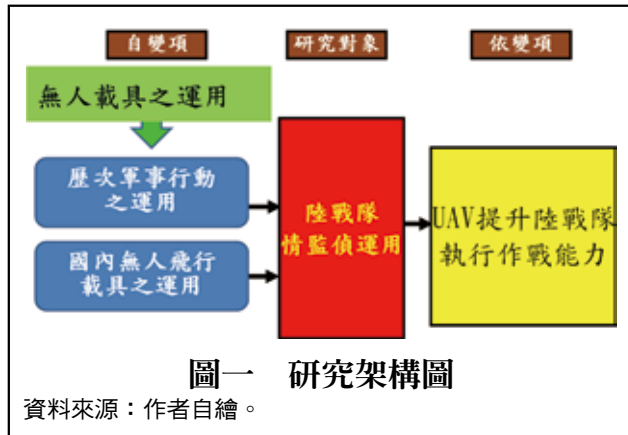 自變項
研究對象
依變項
無人載具之運用
歷次軍事行動
之運用
國內無人飛行
載具之運用
陸戰隊
情監偵運用
UAV提升陸戰隊
執行作戰能力
圖一 研究架構圖
資料來源：作者自繪。